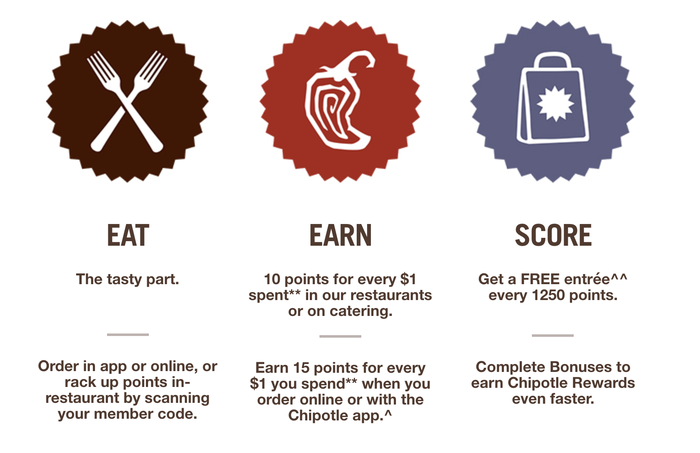 EAT
The tasty part.
Order in app or online, or
rack up points in-
restaurant by scanning
your member code.
EARN
10 points for every $1
spent** in our restaurants
or on catering.
Earn 15 points for every
$1 you spend** when you
order online or with the
Chipotle app.^
SCORE
Get a FREE entrée^^
every 1250 points.
Complete Bonuses to
earn Chipotle Rewards
even faster.